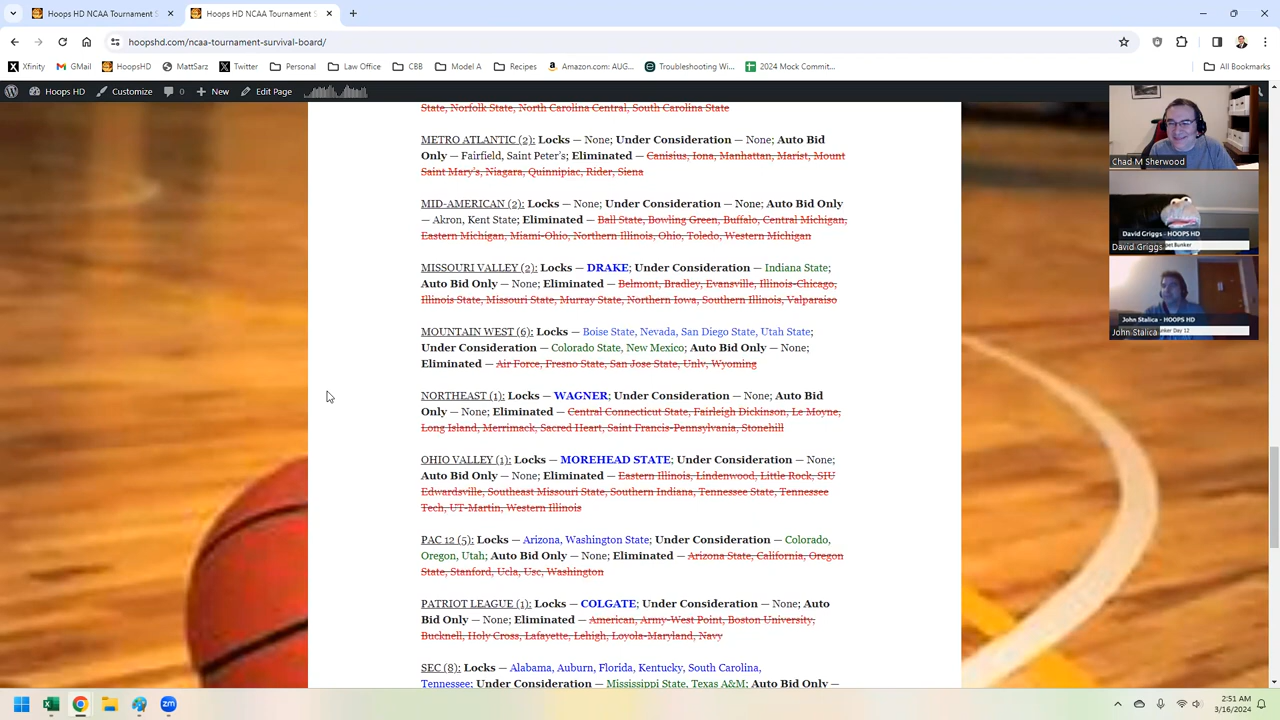 Hoops HD NCAA Tournament S
Hoops HD NCAA Tournament S
hoopshd.com/ncaa-tournament-survival-board/
Xfinity GMail HoopsHD MattSarz Twitter Personal Law Office CBB Model A Recipes Amazon.com: AUG... Troubleshooting Wi... 2024 Mock Commit... All Bookmarks
HoopsHD 5 0 New Edit Page
State, Norfolk State, North Carolina Central, South Carolina State
METRO ATLANTIC (2): Locks — None; Under Consideration — None; Auto Bid
Only — Fairfield, Saint Peter's; Eliminated — Canisius, Iona, Manhattan, Marist, Mount
Saint Mary's, Niagara, Quinnipiac, Rider, Siena
MID-AMERICAN (2): Locks — None; Under Consideration — None; Auto Bid Only
— Akron, Kent State; Eliminated — Ball State, Bowling Green, Buffalo, Central Michigan,
Eastern Michigan, Miami-Ohio, Northern Illinois, Ohio, Toledo, Western Michigan
MISSOURI VALLEY (2): Locks — DRAKE; Under Consideration — Indiana State;
Auto Bid Only — None; Eliminated — Belmont, Bradley, Evansville, Illinois-Chicago,
Illinois State, Missouri State, Murray State, Northern Iowa, Southern Illinois, Valparaiso
MOUNTAIN WEST (6): Locks — Boise State, Nevada, San Diego State, Utah State;
Under Consideration — Colorado State, New Mexico; Auto Bid Only — None;
Eliminated — Air Force, Fresno State, San Jose State, Unlv, Wyoming
NORTHEAST (1): Locks — WAGNER; Under Consideration — None; Auto Bid
Only — None; Eliminated — Central Connecticut State, Fairleigh Dickinson, Le Moyne,
Long Island, Merrimack, Sacred Heart, Saint Francis-Pennsylvania, Stonehill
OHIO VALLEY (1): Locks — MOREHEAD STATE; Under Consideration — None;
Auto Bid Only — None; Eliminated — Eastern Illinois, Lindenwood, Little Rock, SIU
Edwardsville, Southeast Missouri State, Southern Indiana, Tennessee State, Tennessee
Tech, UT-Martin, Western Illinois
PAC 12 (5): Locks — Arizona, Washington State; Under Consideration — Colorado,
Oregon, Utah; Auto Bid Only — None; Eliminated — Arizona State, California, Oregon
State, Stanford, Ucla, Usc, Washington
PATRIOT LEAGUE (1): Locks — COLGATE; Under Consideration — None; Auto
Bid Only — None; Eliminated — American, Army-West Point, Boston University,
Bucknell, Holy Cross, Lafayette, Lehigh, Loyola-Maryland, Navy
SEC (8): Locks — Alabama, Auburn, Florida, Kentucky, South Carolina,
Tennessee; Under Consideration — Mississippi State, Texas A&M; Auto Bid Only —
Chad M Sherwood
David Griggs - HOOPS HD
pet Bunker
David Griggs
John Stalica - HOOPS HD
nker Day 12
John Stalica
zm
2:51 AM
3/16/2024